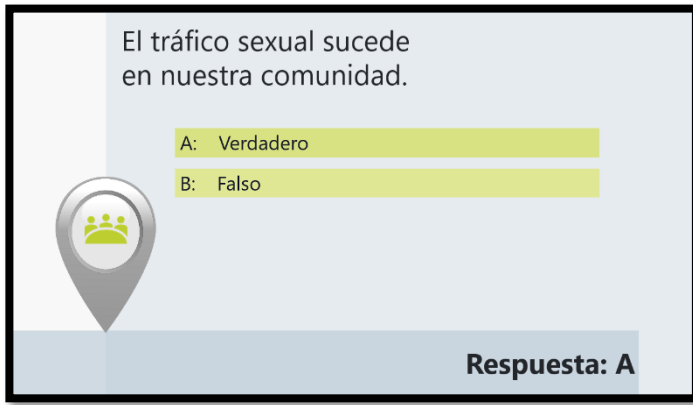 El tráfico sexual sucede
en nuestra comunidad.
A: Verdadero
B: Falso
Respuesta: A